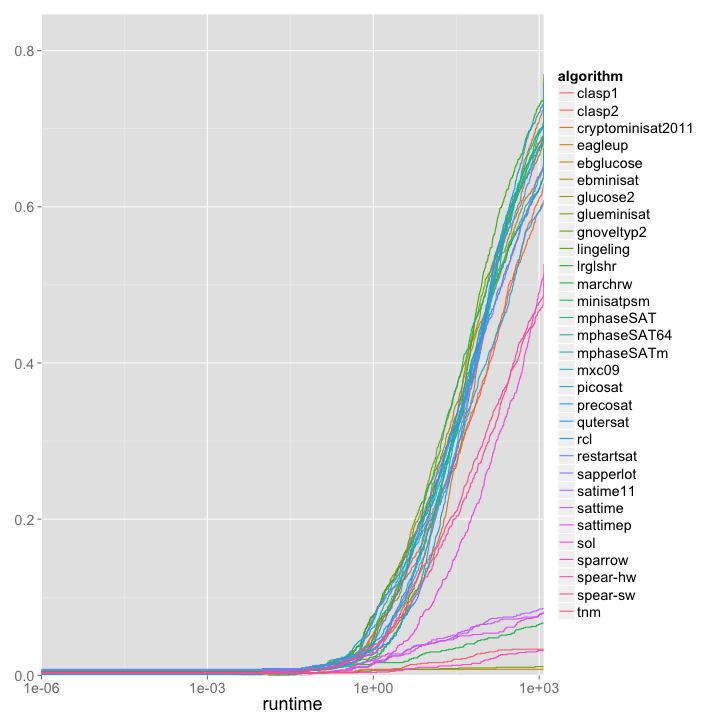 0.8
0.6
0.4
0.2
0.0
1e-06 1e-03 1e+00 1e+03
runtime
algorithm
clasp1
clasp2
cryptominisat2011
eagleup
ebglucose
ebminisat
glucose2
glueminisat
gnoveltyp2
lingeling
lrglshr
marchrw
minisatpsm
mphaseSAT
mphaseSAT64
mphaseSATm
mxc09
picosat
precosat
qutersat
rcl
restartsat
sapperlot
satime11
sattime
sattimep
sol
sparrow
spear-hw
spear-sw
tnm